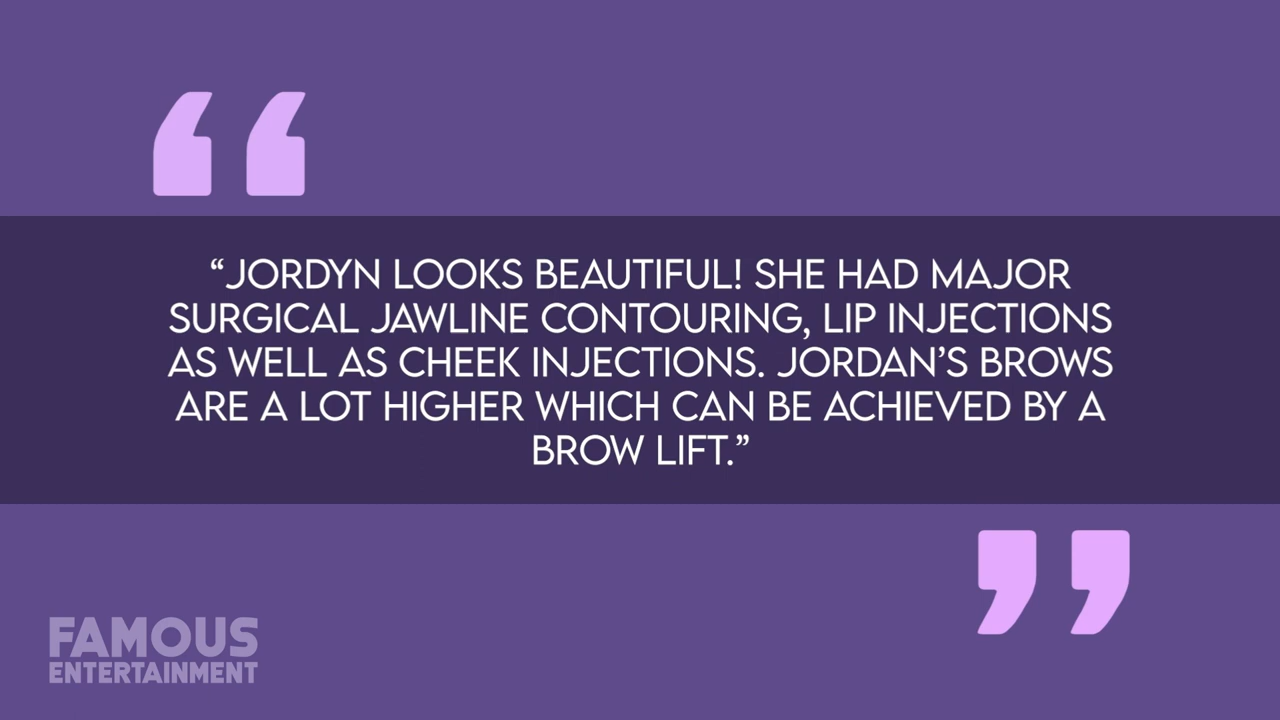 “JORDYN LOOKS BEAUTIFUL! SHE HAD MAJOR
SURGICAL JAWLINE CONTOURING, LIP INJECTIONS
AS WELL AS CHEEK INJECTIONS. JORDAN’S BROWS
ARE A LOT HIGHER WHICH CAN BE ACHIEVED BY A
BROW LIFT.”
FAMOUS
ENTERTAINMENT